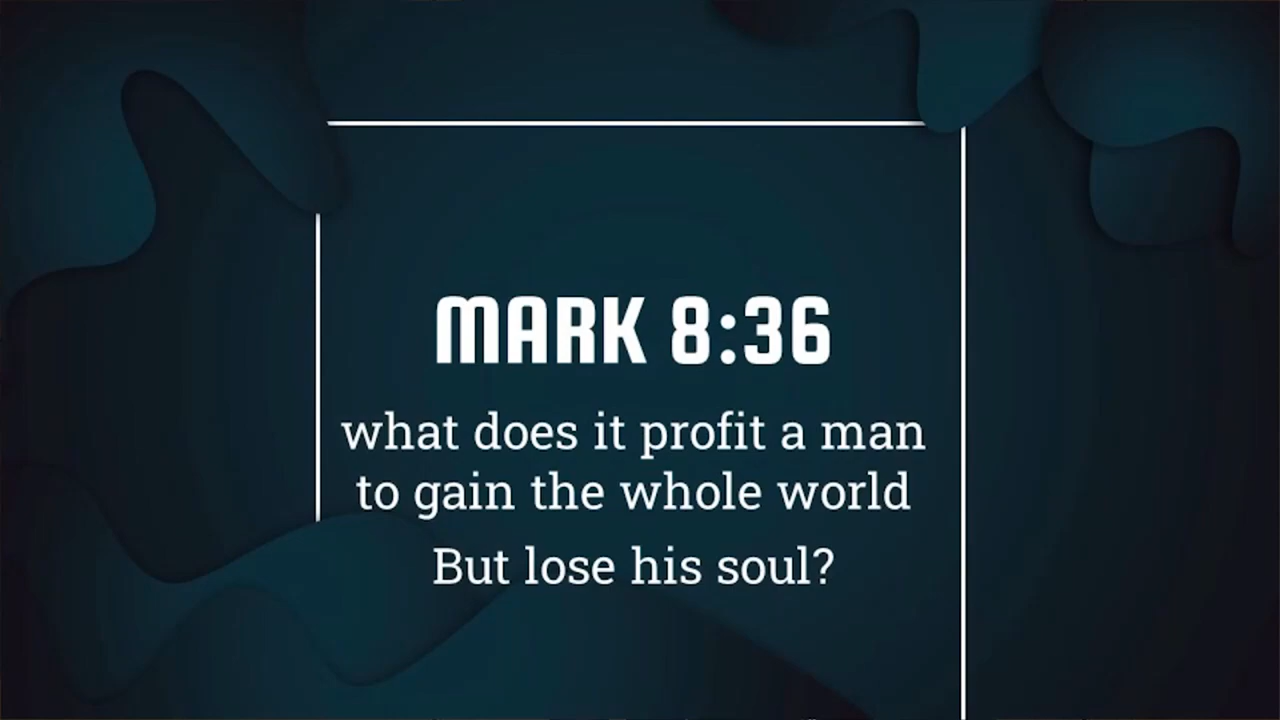 MARK 8:36
what does it profit a man
to gain the whole world
But lose his soul?